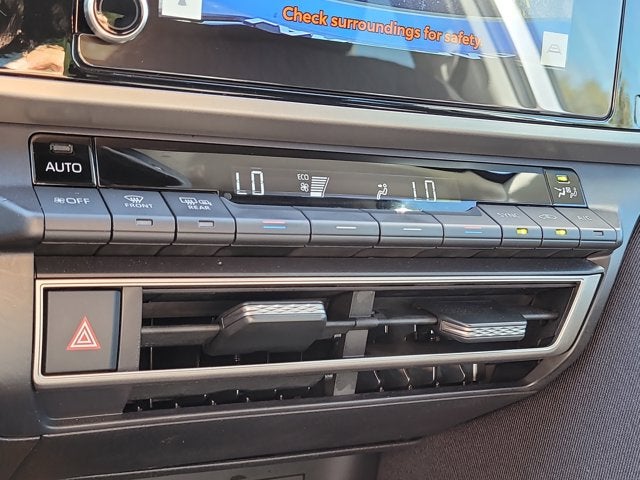 Check surroundings for safety.
AUTO
LO ECO LO
OFF FRONT REAR SYNC A/C